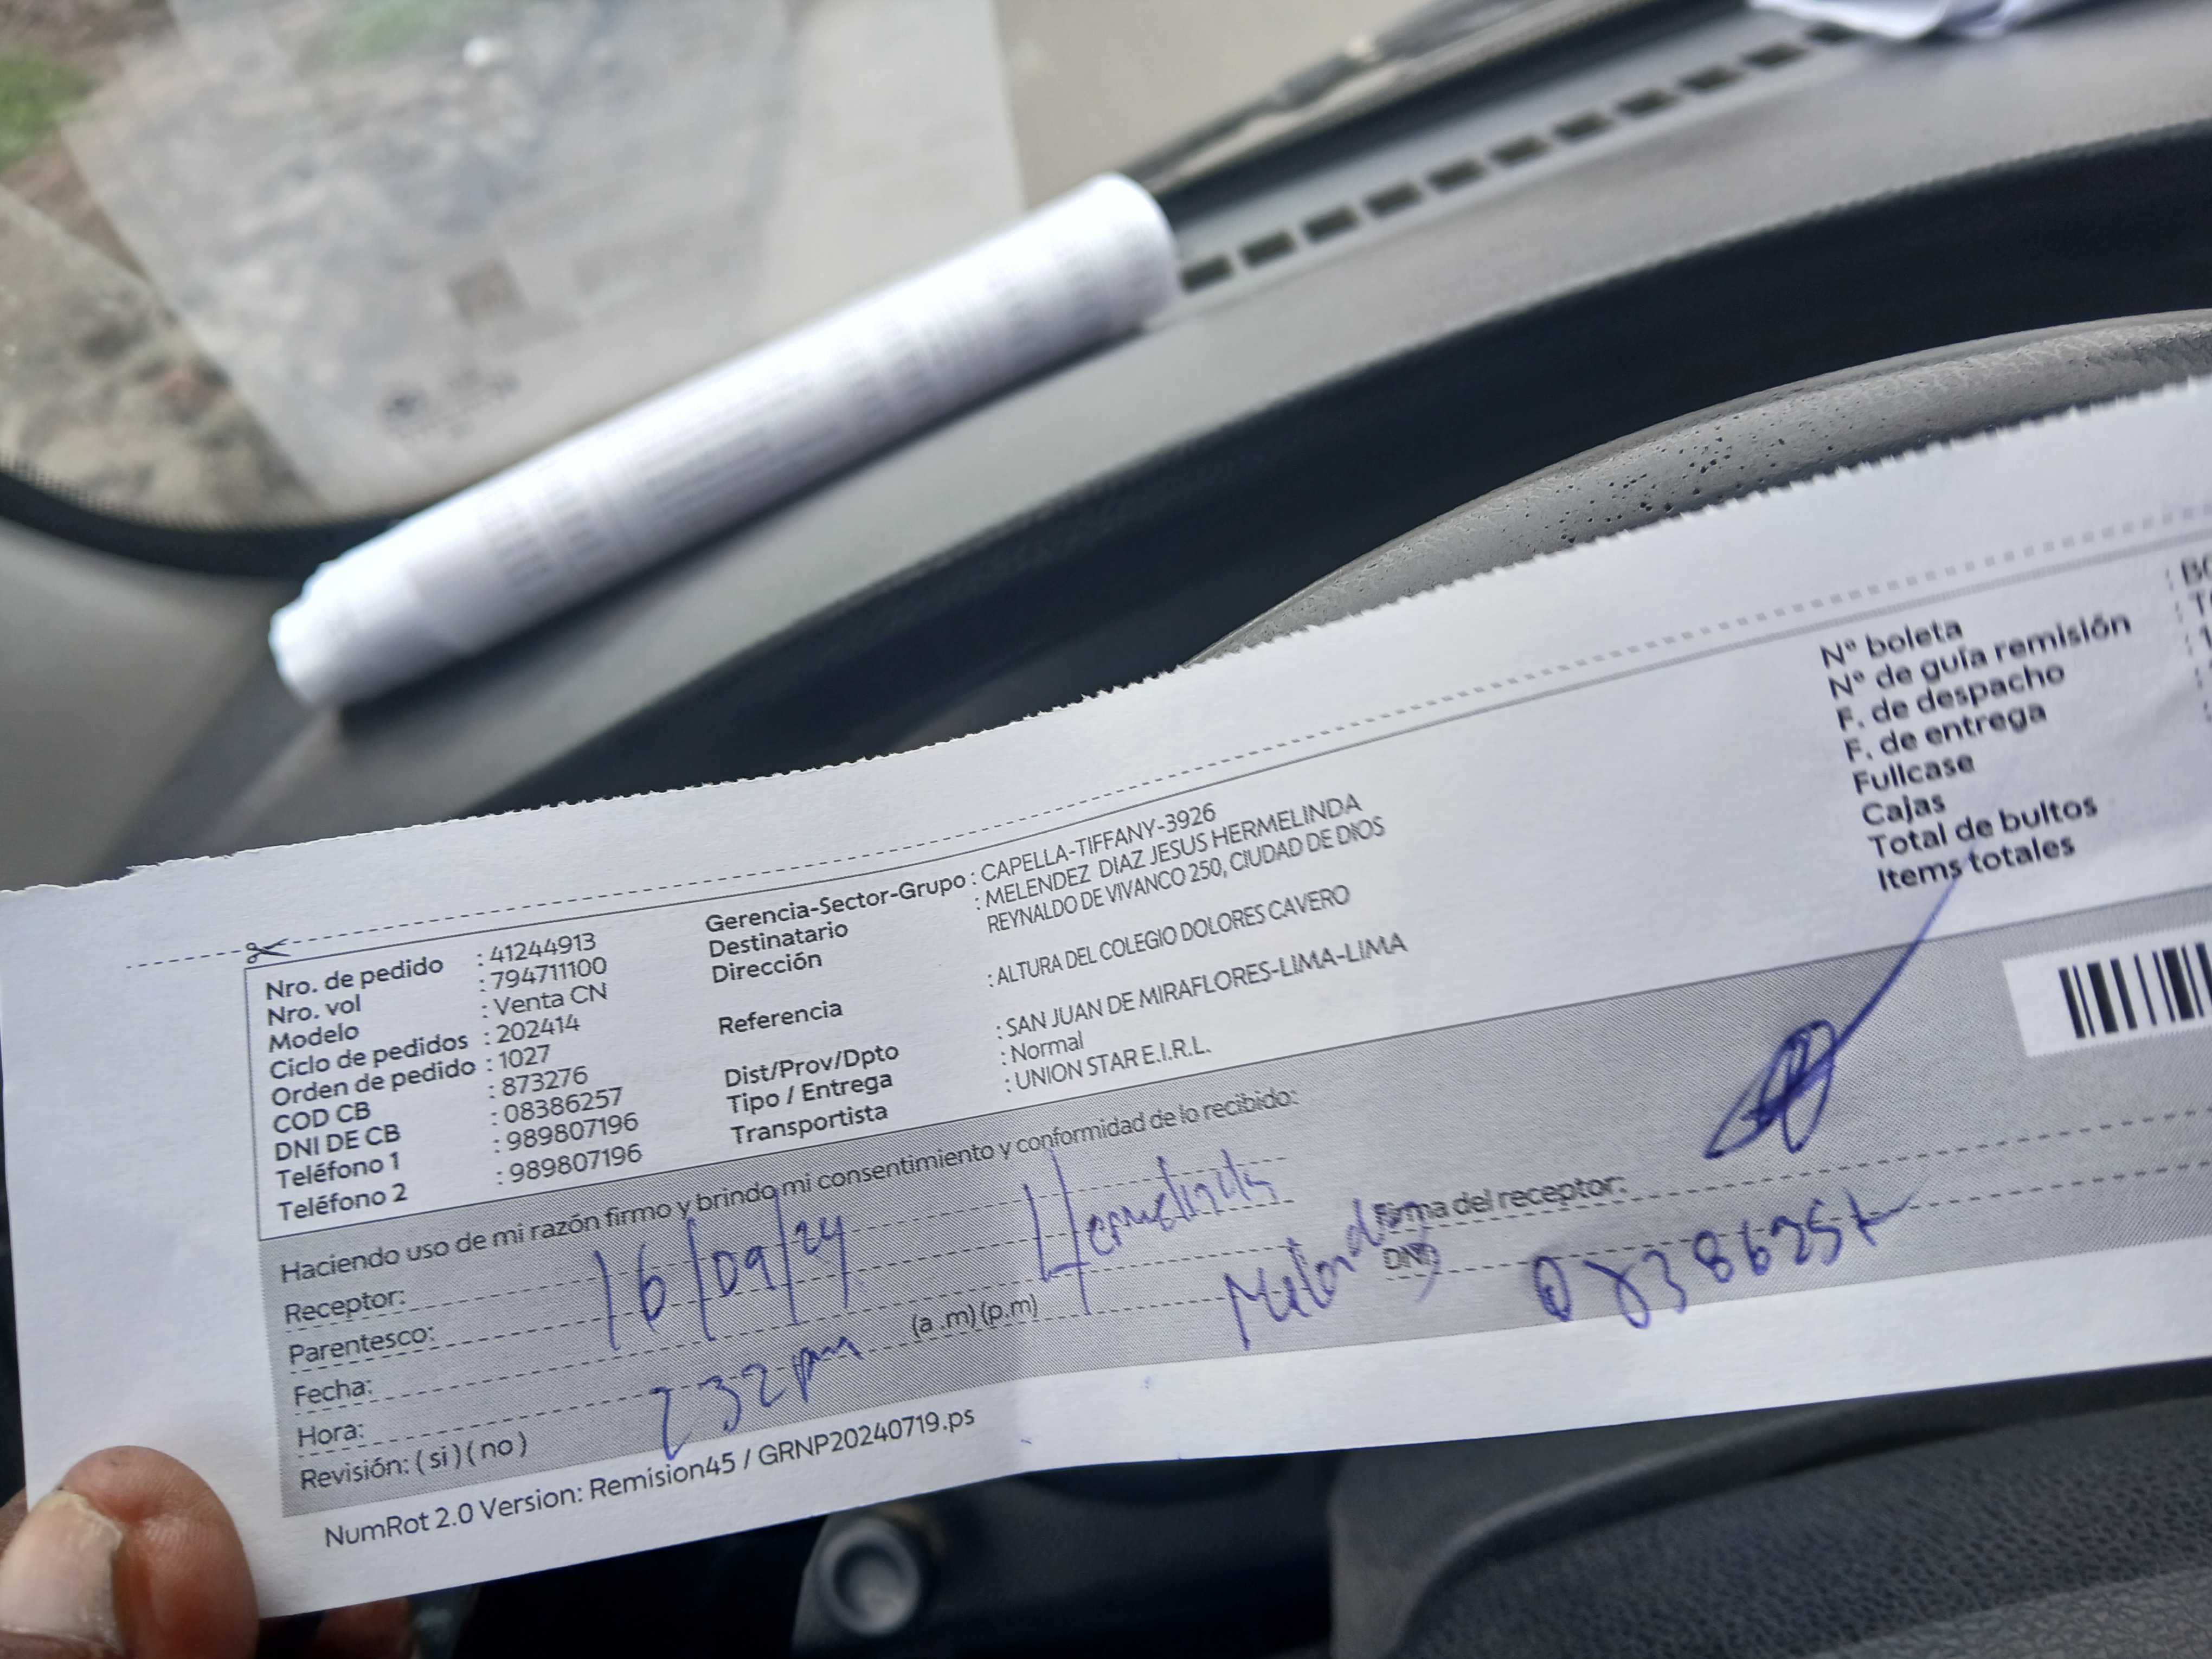 Nro. de pedido : 41244913
Nro. vol : 794711100
Modelo : Venta CN
Ciclo de pedidos : 202414
Orden de pedido : 1027
COD CB : 873276
DNI DE CB : 08386257
Teléfono 1 : 989807196
Teléfono 2 : 989807196
Gerencia-Sector-Grupo : CAPELLA-TIFFANY-3926
Destinatario : MELENDEZ DIAZ JESUS HERMELINDA
Dirección REYNALDO DE VIVANCO 250, CIUDAD DE DIOS
Referencia : ALTURA DEL COLEGIO DOLORES CAVERO
Dist/Prov/Dpto : SAN JUAN DE MIRAFLORES-LIMA-LIMA
Tipo / Entrega : Normal
Transportista : UNION STAR E.I.R.L.
N° boleta
N° de guía remisión
F. de despacho
F. de entrega
Fullcase
Cajas
Total de bultos
Items totales
Haciendo uso de mi razón firmo y brindo mi consentimiento y conformidad de lo recibido:
Receptor: Hermelinda
Melendez
Parentesco:
Fecha: 16/09/24
Hora: 232 pm (a .m) (p.m)
Revisión: ( si ) ( no )
Firma del receptor:
DNI: 08386257
NumRot 2.0 Version: Remision45 / GRNP20240719.ps